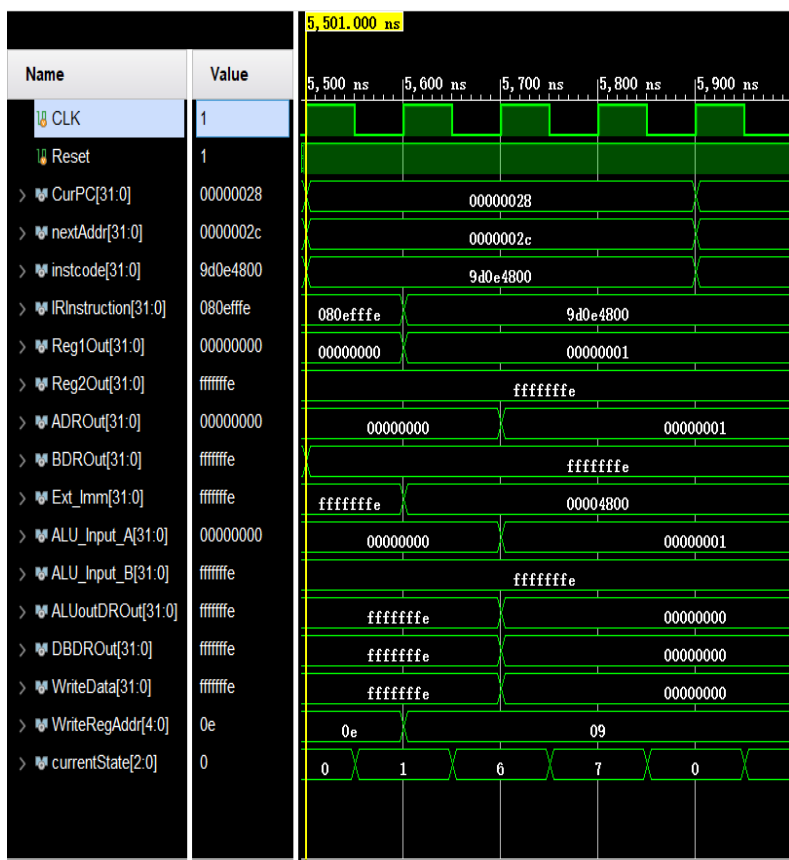 5,501.000 ns
Name Value
5,500 ns 5,600 ns 5,700 ns 5,800 ns 5,900 ns
CLK 1
Reset 1
CurPC[31:0] 00000028 00000028
nextAddr[31:0] 0000002c 0000002c
instcode[31:0] 9d0e4800 9d0e4800
IRInstruction[31:0] 080efffe 080efffe 9d0e4800
Reg1Out[31:0] 00000000 00000000 00000001
Reg2Out[31:0] fffffffe fffffffe
ADROut[31:0] 00000000 00000000 00000001
BDROut[31:0] fffffffe fffffffe
Ext_Imm[31:0] fffffffe fffffffe 00004800
ALU_Input_A[31:0] 00000000 00000000 00000001
ALU_Input_B[31:0] fffffffe fffffffe
ALUoutDROut[31:0] fffffffe fffffffe 00000000
DBDROut[31:0] fffffffe fffffffe 00000000
WriteData[31:0] fffffffe fffffffe 00000000
WriteRegAddr[4:0] 0e 0e 09
currentState[2:0] 0 0 1 6 7 0